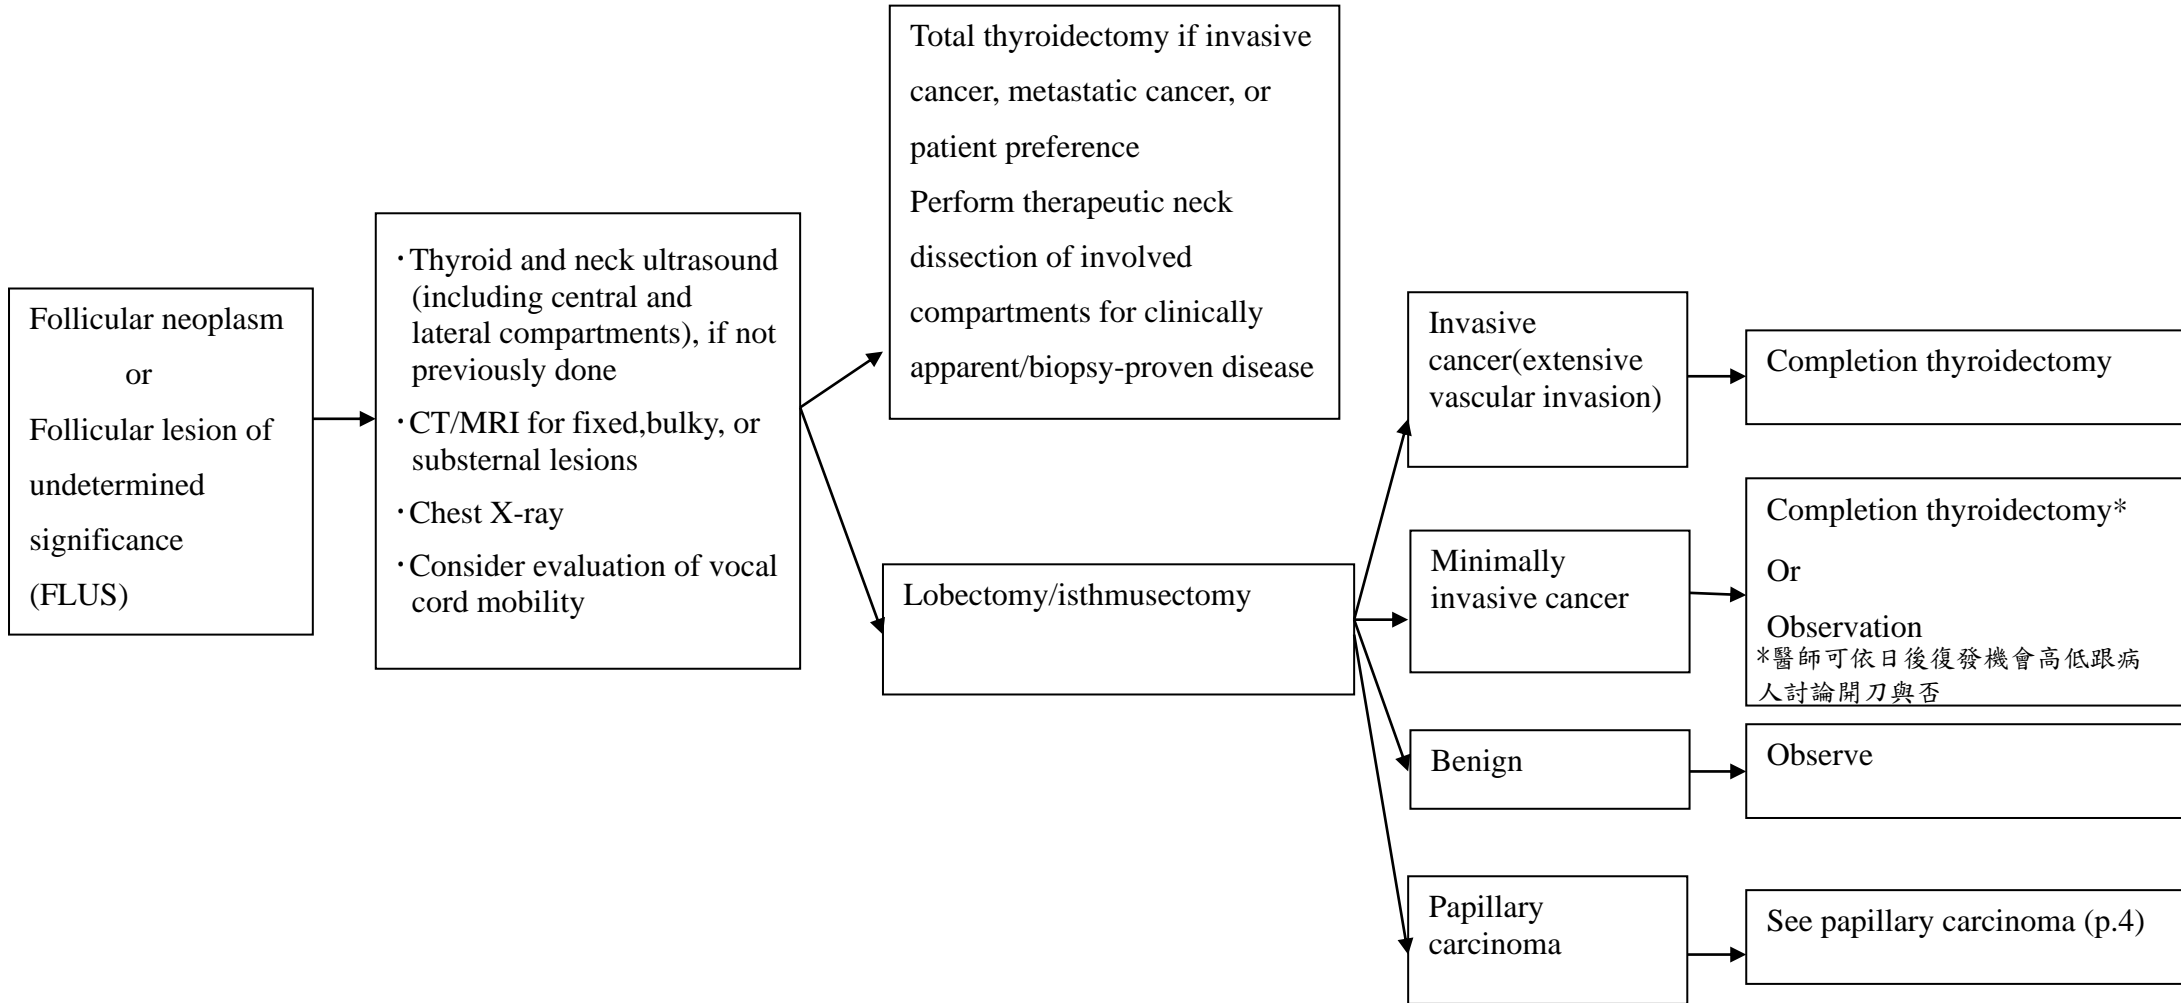 Follicular neoplasm
or
Follicular lesion of
undetermined
significance
(FLUS)
·Thyroid and neck ultrasound
(including central and
lateral compartments), if not
previously done
·CT/MRI for fixed,bulky, or
substernal lesions
·Chest X-ray
·Consider evaluation of vocal
cord mobility
Total thyroidectomy if invasive
cancer, metastatic cancer, or
patient preference
Perform therapeutic neck
dissection of involved
compartments for clinically
apparent/biopsy-proven disease
Lobectomy/isthmusectomy
Invasive
cancer(extensive
vascular invasion)
Completion thyroidectomy
Minimally
invasive cancer
Completion thyroidectomy*
Or
Observation
*醫師可依日後復發機會高低跟病
人討論開刀與否
Benign
Observe
Papillary
carcinoma
See papillary carcinoma (p.4)